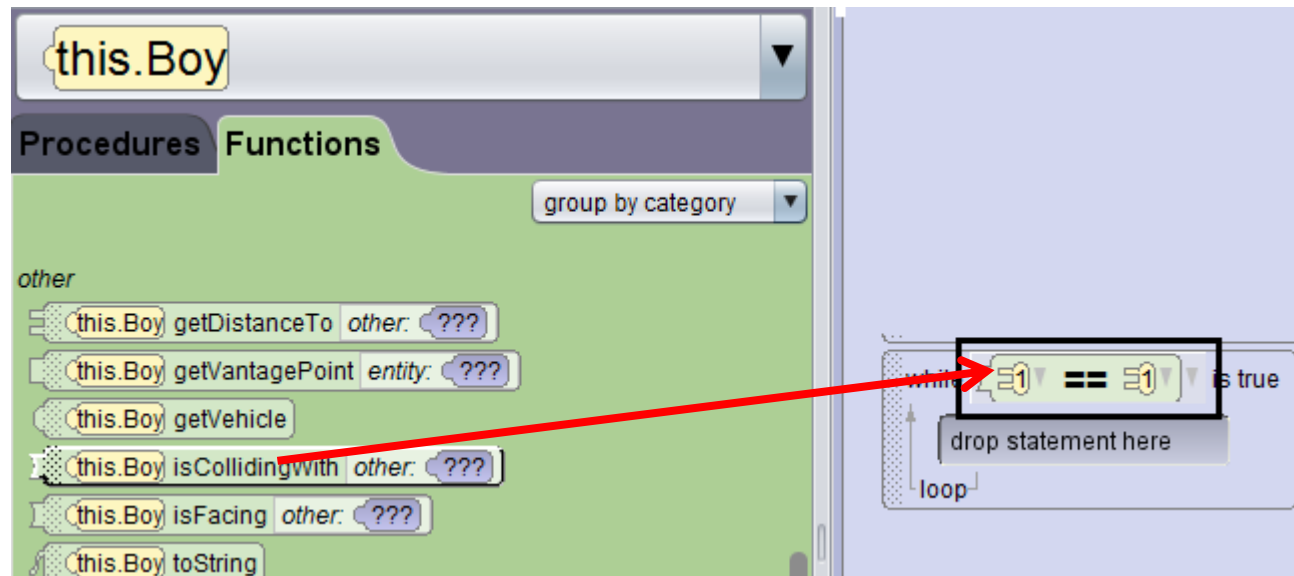 this.Boy
Procedures Functions
group by category
other
this.Boy getDistanceTo other: ???
this.Boy getVantagePoint entity: ???
this.Boy getVehicle
this.Boy isCollidingWith other: ???
this.Boy isFacing other: ???
this.Boy toString
while 1 == 1 is true
drop statement here
loop